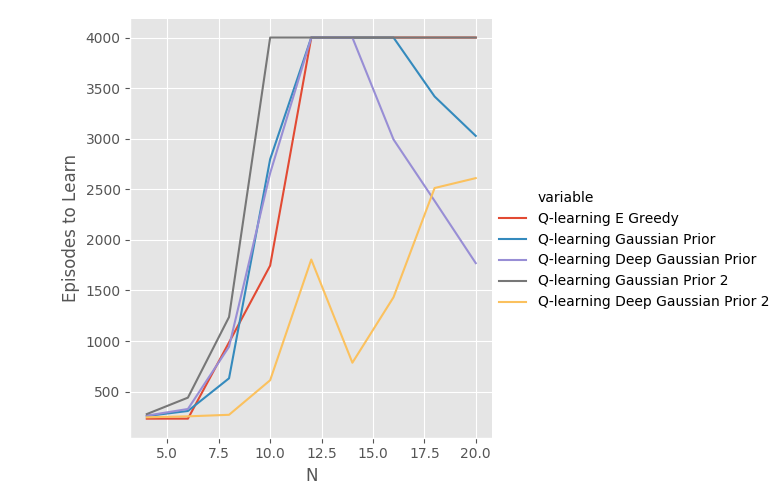 4000
3500
3000
2500
2000
1500
1000
500
Episodes to Learn
5.0 7.5 10.0 12.5 15.0 17.5 20.0
N
variable
Q-learning E Greedy
Q-learning Gaussian Prior
Q-learning Deep Gaussian Prior
Q-learning Gaussian Prior 2
Q-learning Deep Gaussian Prior 2